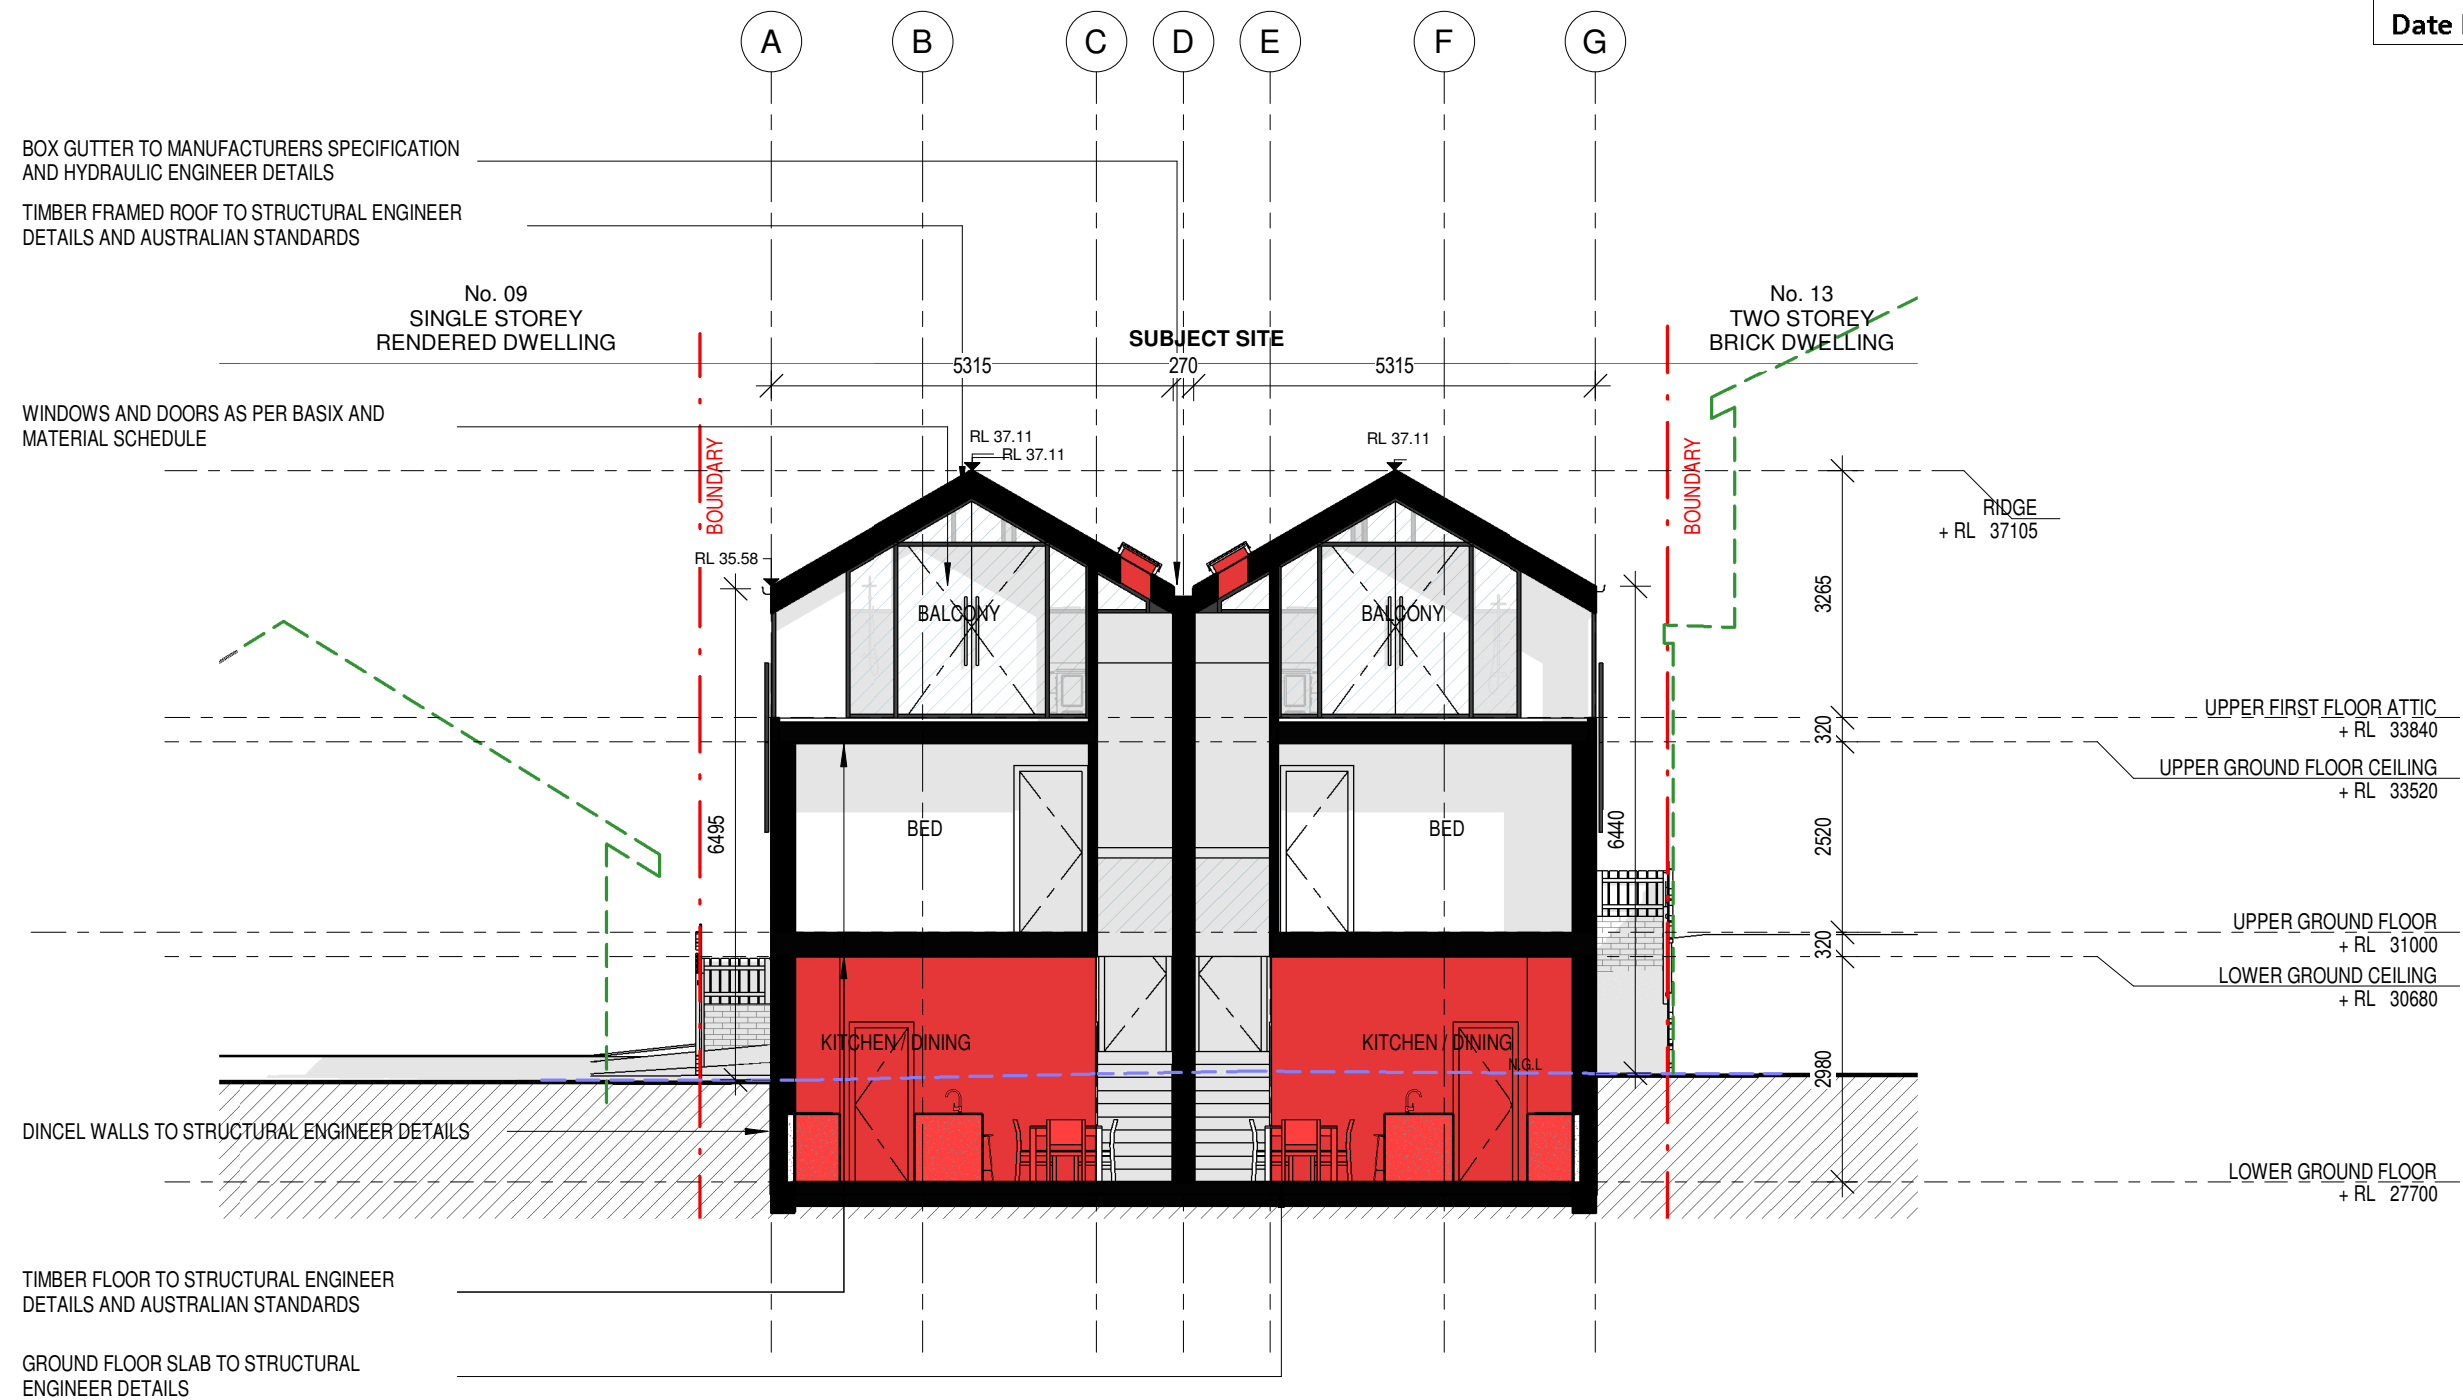 Date
A B C D E F G
BOX GUTTER TO MANUFACTURERS SPECIFICATION
AND HYDRAULIC ENGINEER DETAILS
TIMBER FRAMED ROOF TO STRUCTURAL ENGINEER
DETAILS AND AUSTRALIAN STANDARDS
No. 09
SINGLE STOREY
RENDERED DWELLING
SUBJECT SITE
No. 13
TWO STOREY
BRICK DWELLING
5315 270 5315
WINDOWS AND DOORS AS PER BASIX AND
MATERIAL SCHEDULE
BOUNDARY
RL 37.11
RL 37.11
RL 37.11
BOUNDARY
RIDGE
+ RL 37105
RL 35.58
3265
BALCONY
BALCONY
UPPER FIRST FLOOR ATTIC
+ RL 33840
320
UPPER GROUND FLOOR CEILING
+ RL 33520
6495
BED
BED
6440
2520
UPPER GROUND FLOOR
+ RL 31000
320
LOWER GROUND CEILING
+ RL 30680
KITCHEN / DINING
KITCHEN / DINING
N.G.L
2980
DINCEL WALLS TO STRUCTURAL ENGINEER DETAILS
LOWER GROUND FLOOR
+ RL 27700
TIMBER FLOOR TO STRUCTURAL ENGINEER
DETAILS AND AUSTRALIAN STANDARDS
GROUND FLOOR SLAB TO STRUCTURAL
ENGINEER DETAILS